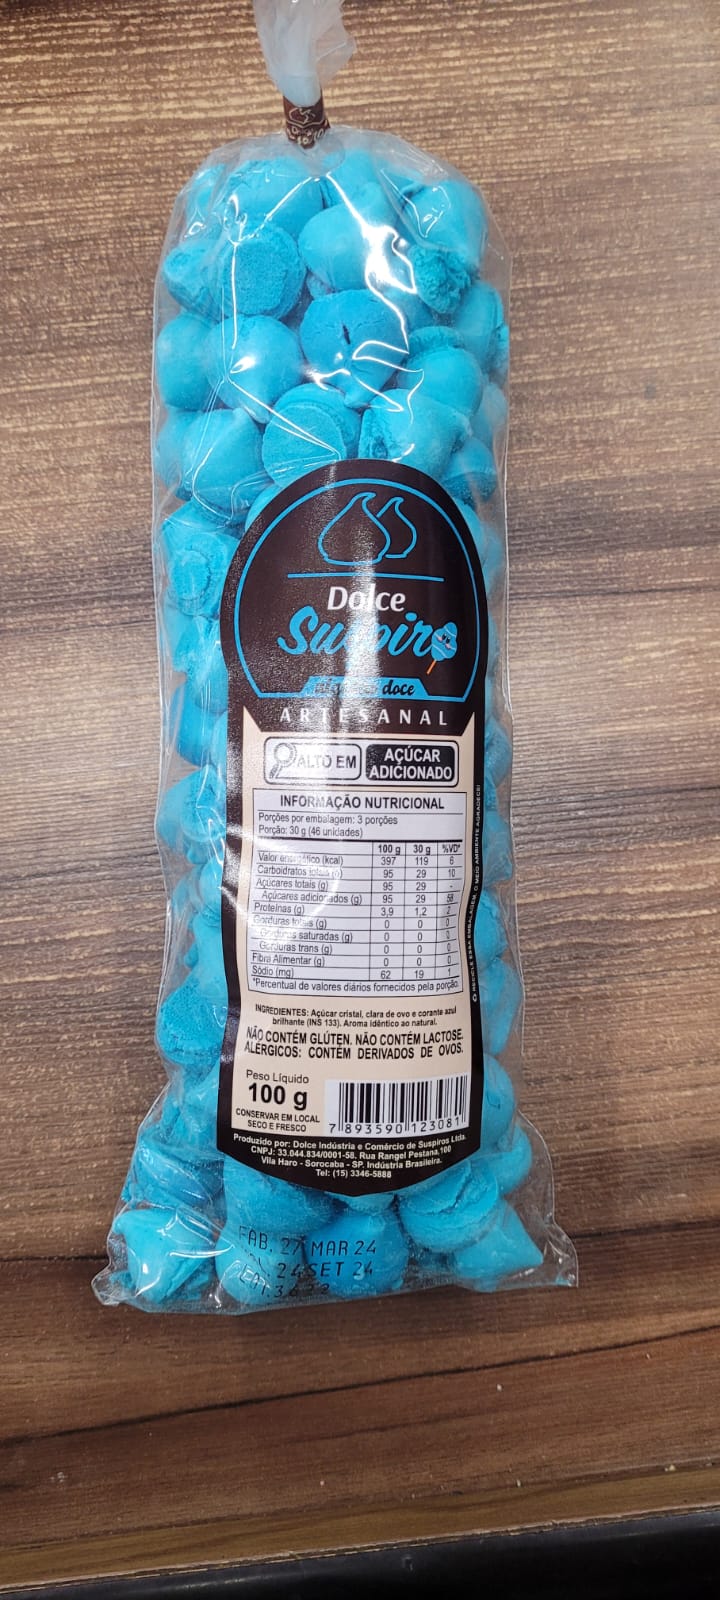 Dolce
Suspiro
doce
ARTESANAL
ALTO EM
AÇÚCAR
ADICIONADO
INFORMAÇÃO NUTRICIONAL
Porções por embalagem: 3 porções
Porção: 30 g (46 unidades)
100 g 30 g %VD*
Valor energético (kcal) 397 119 6
Carboidratos totais (g) 95 29 10
Açúcares totais (g) 95 29 -
Açúcares adicionados (g) 95 29 58
Proteínas (g) 3,9 1,2 2
Gorduras totais (g) 0 0 0
Gorduras saturadas (g) 0 0 0
Gorduras trans (g) 0 0 0
Fibra Alimentar (g) 0 0 0
Sódio (mg) 62 19 1
*Percentual de valores diários fornecidos pela porção.
RECICLE ESSA EMBALAGEM, O MEIO AMBIENTE AGRADECE!
INGREDIENTES: Açúcar cristal, clara de ovo e corante azul
brilhante (INS 133). Aroma idêntico ao natural.
NÃO CONTÉM GLÚTEN. NÃO CONTÉM LACTOSE.
ALÉRGICOS: CONTÉM DERIVADOS DE OVOS.
Peso Líquido
100 g
CONSERVAR EM LOCAL
SECO E FRESCO
7 893590 123081
Produzido por: Dolce Indústria e Comércio de Suspiros Ltda.
CNPJ: 33.044.834/0001-58. Rua Rangel Pestana,100
Vila Haro - Sorocaba - SP. Indústria Brasileira.
Tel: (15) 3346-5888
FAB. 27 MAR 24
24 SET 24